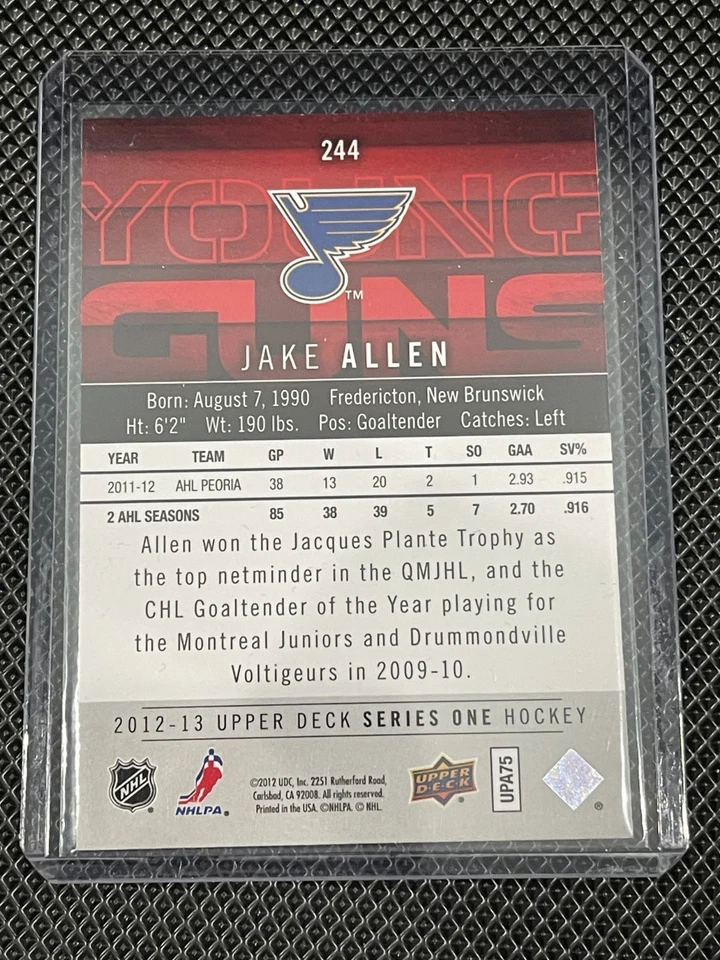 244
YOUNG
GUNS
TM
JAKE ALLEN
Born: August 7, 1990 Fredericton, New Brunswick
Ht: 6'2" Wt: 190 lbs. Pos: Goaltender Catches: Left
YEAR TEAM GP W L T SO GAA SV%
2011-12 AHL PEORIA 38 13 20 2 1 2.93 .915
2 AHL SEASONS 85 38 39 5 7 2.70 .916
Allen won the Jacques Plante Trophy as
the top netminder in the QMJHL, and the
CHL Goaltender of the Year playing for
the Montreal Juniors and Drummondville
Voltigeurs in 2009-10.
2012-13 UPPER DECK SERIES ONE HOCKEY
NHL
NHLPA.
©2012 UDC, Inc. 2251 Rutherford Road,
Carlsbad, CA 92008. All rights reserved.
Printed in the USA. ©NHLPA. © NHL.
UPPER
DECK
UPA75
®